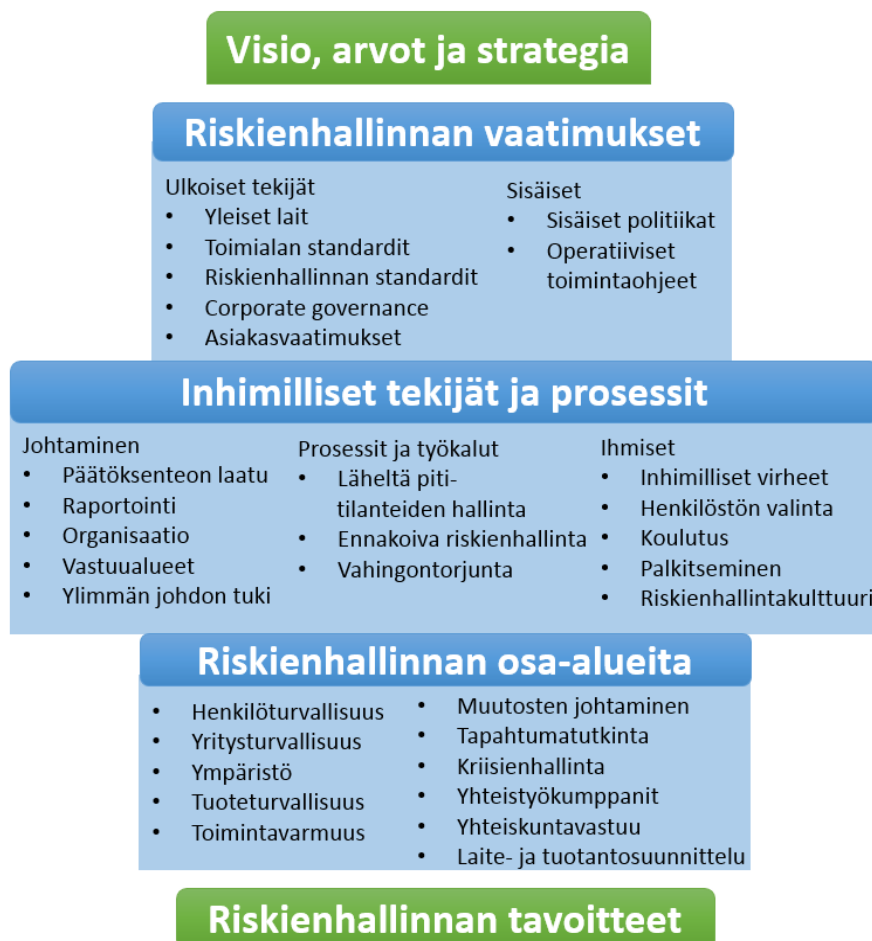 Visio, arvot ja strategia
Riskienhallinnan vaatimukset
Ulkoiset tekijät
• Yleiset lait
• Toimialan standardit
• Riskienhallinnan standardit
• Corporate governance
• Asiakasvaatimukset
Sisäiset
• Sisäiset politiikat
• Operatiiviset
toimintaohjeet
Inhimilliset tekijät ja prosessit
Johtaminen
• Päätöksenteon laatu
• Raportointi
• Organisaatio
• Vastuualueet
• Ylimmän johdon tuki
Prosessit ja työkalut
• Läheltä piti-
tilanteiden hallinta
• Ennakoiva riskienhallinta
• Vahingontorjunta
Ihmiset
• Inhimilliset virheet
• Henkilöstön valinta
• Koulutus
• Palkitseminen
• Riskienhallintakulttuuri
Riskienhallinnan osa-alueita
• Henkilöturvallisuus
• Yritysturvallisuus
• Ympäristö
• Tuoteturvallisuus
• Toimintavarmuus
• Muutosten johtaminen
• Tapahtumatutkinta
• Kriisienhallinta
• Yhteistyökumppanit
• Yhteiskuntavastuu
• Laite- ja tuotantosuunnittelu
Riskienhallinnan tavoitteet